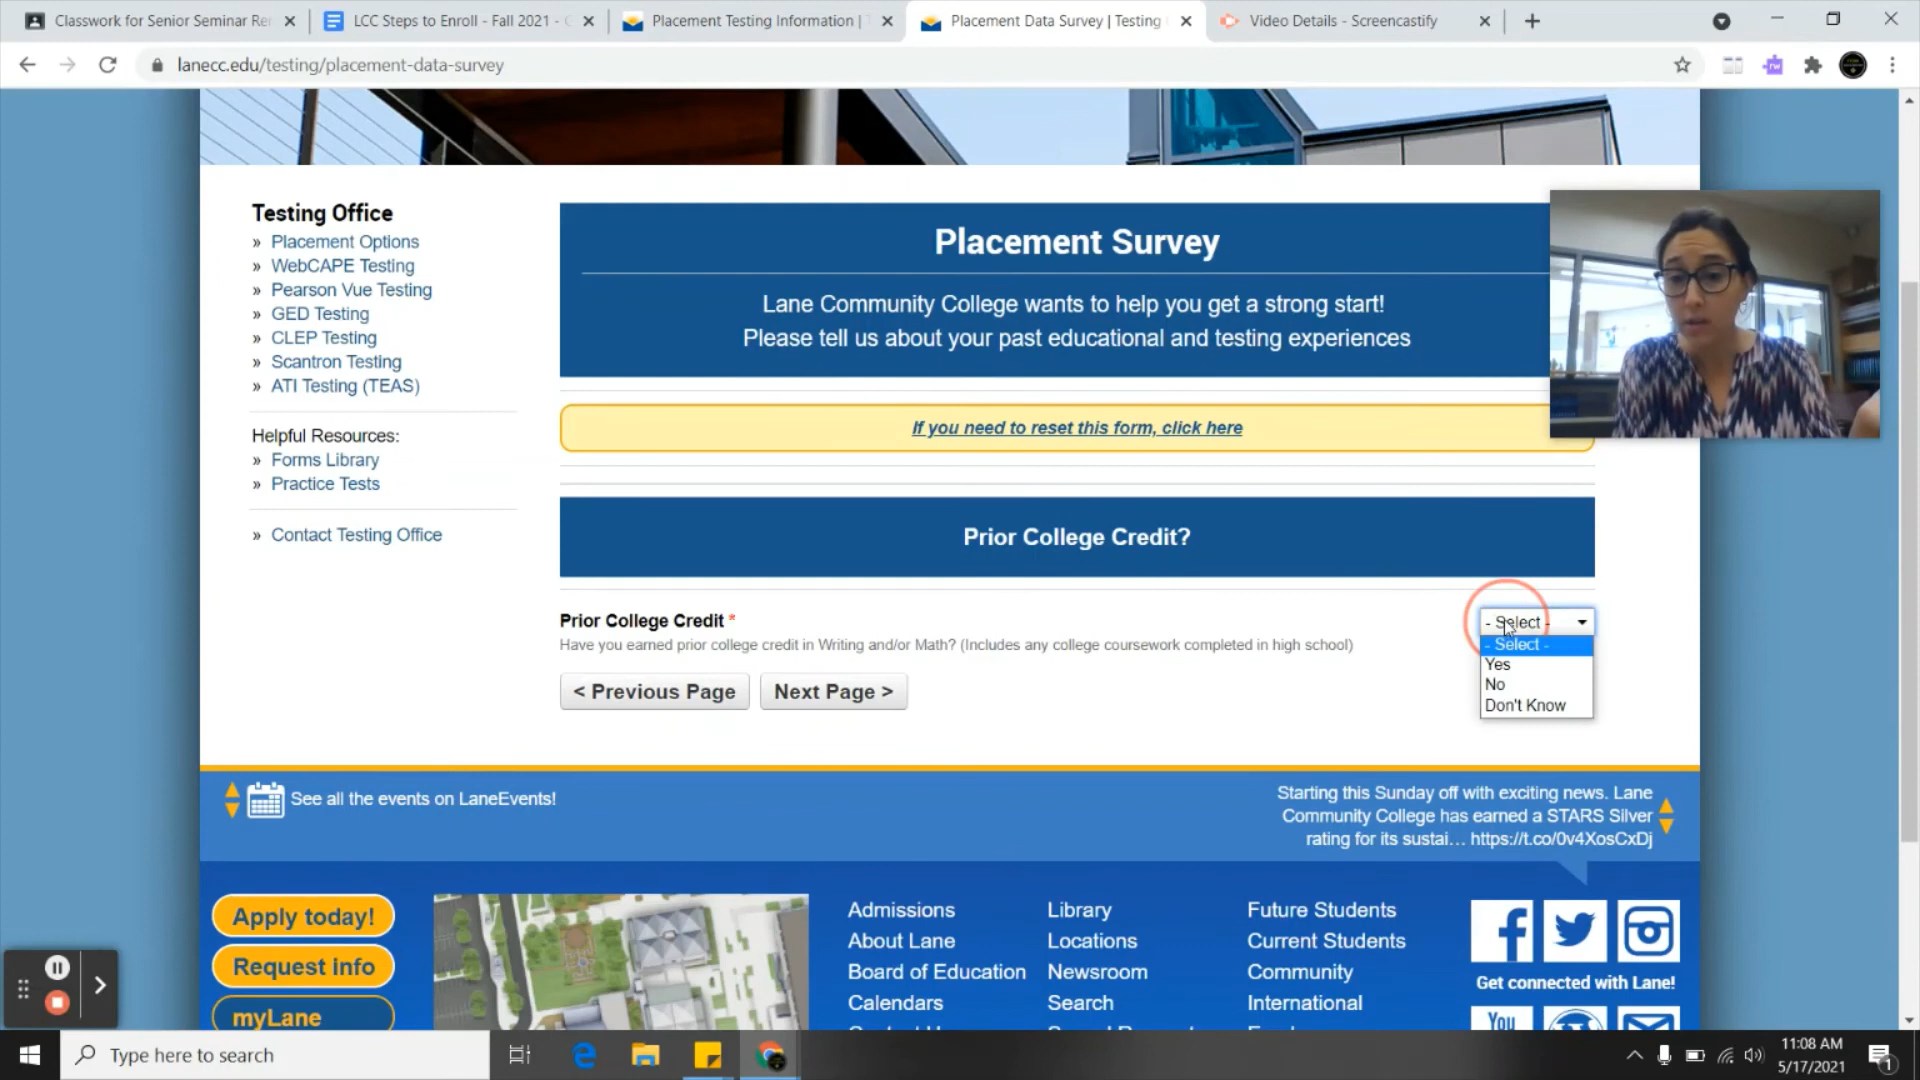 Classwork for Senior Seminar Re
LCC Steps to Enroll - Fall 2021 -
Placement Testing Information |
Placement Data Survey | Testing
Video Details - Screencastify
lanecc.edu/testing/placement-data-survey
rw
Testing Office
» Placement Options
» WebCAPE Testing
» Pearson Vue Testing
» GED Testing
» CLEP Testing
» Scantron Testing
» ATI Testing (TEAS)
Helpful Resources:
» Forms Library
» Practice Tests
» Contact Testing Office
Placement Survey
Lane Community College wants to help you get a strong start!
Please tell us about your past educational and testing experiences
If you need to reset this form, click here
Prior College Credit?
Prior College Credit *
Have you earned prior college credit in Writing and/or Math? (Includes any college coursework completed in high school)
- Select -
- Select -
Yes
No
Don't Know
< Previous Page
Next Page >
See all the events on LaneEvents!
Starting this Sunday off with exciting news. Lane
Community College has earned a STARS Silver
rating for its sustai... https://t.co/0v4XosCxDj
Apply today!
Request info
myLane
Admissions
About Lane
Board of Education
Calendars
Library
Locations
Newsroom
Search
Future Students
Current Students
Community
International
Get connected with Lane!
You
Type here to search
11:08 AM
5/17/2021
1